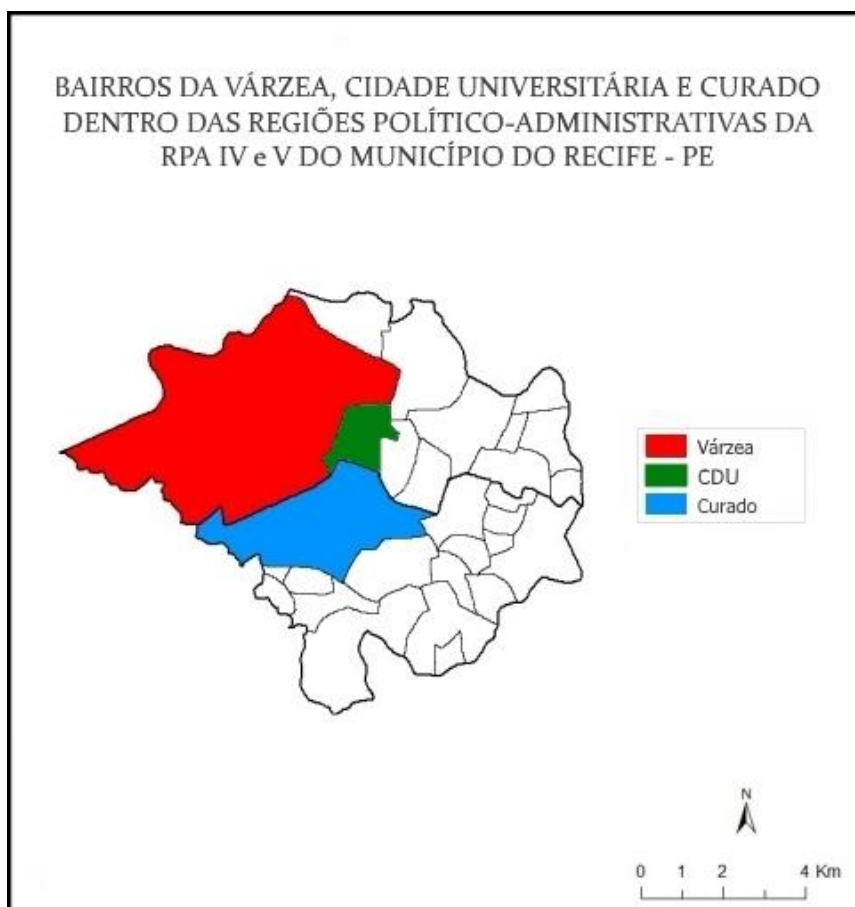 BAIRROS DA VÁRZEA, CIDADE UNIVERSITÁRIA E CURADO
DENTRO DAS REGIÕES POLÍTICO-ADMINISTRATIVAS DA
RPA IV e V DO MUNICÍPIO DO RECIFE - PE
Várzea
CDU
Curado
N
0 1 2 4 Km